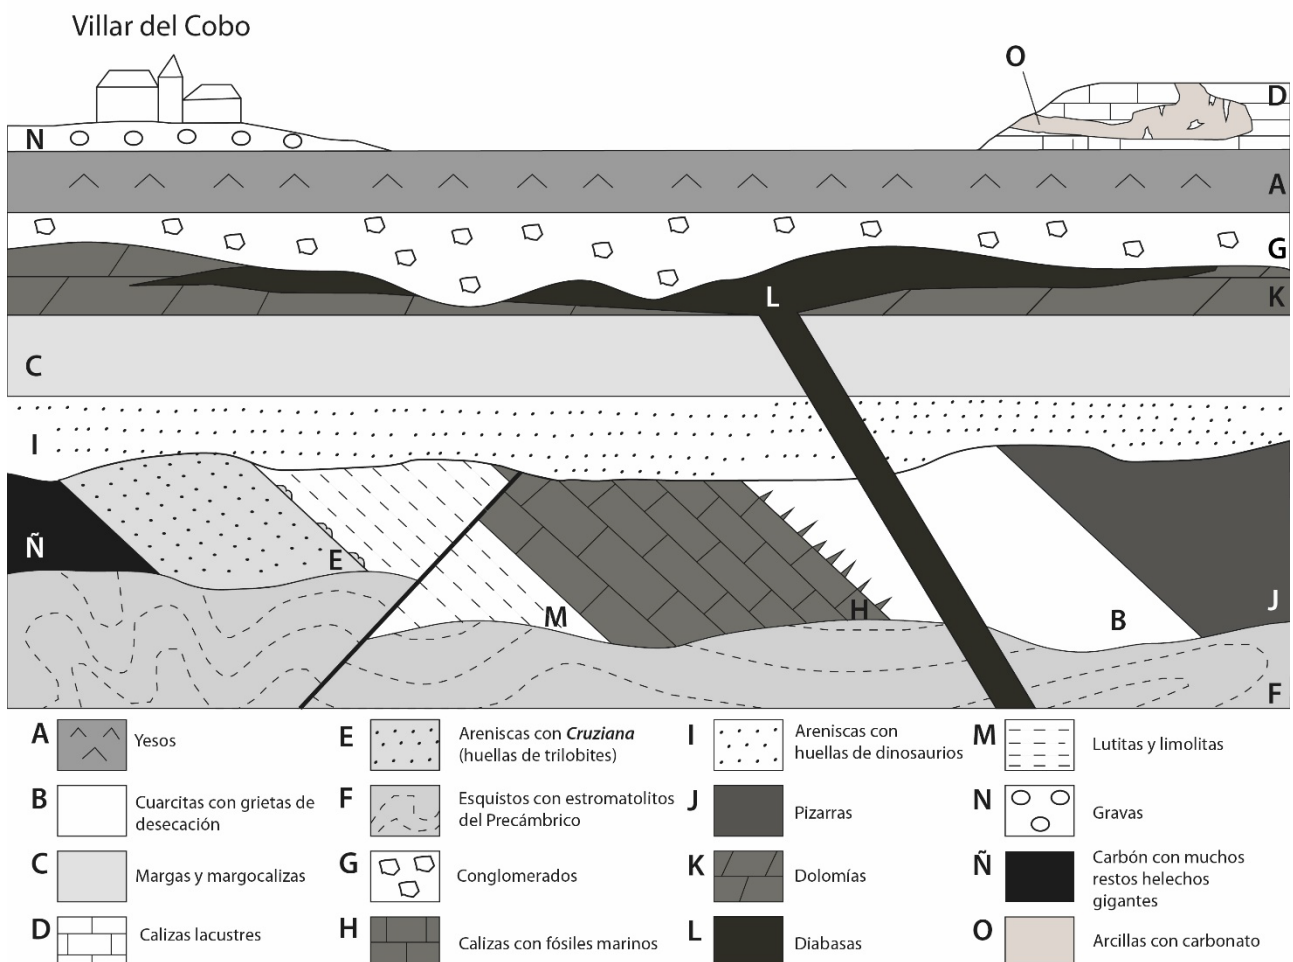 Villar del Cobo
O
D
N
A
G
L
K
C
I
Ñ
E
M
H
B
J
F
A Yesos
E Areniscas con Cruziana
(huellas de trilobites)
I Areniscas con
huellas de dinosaurios
M Lutitas y limolitas
B Cuarcitas con grietas de
desecación
F Esquistos con estromatolitos
del Precámbrico
J Pizarras
N Gravas
C Margas y margocalizas
G Conglomerados
K Dolomías
Ñ Carbón con muchos
restos helechos
gigantes
D Calizas lacustres
H Calizas con fósiles marinos
L Diabasas
O Arcillas con carbonato